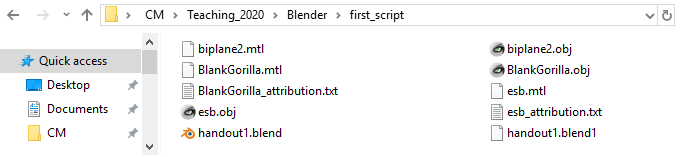 CM > Teaching_2020 > Blender > first_script
Quick access
Desktop
Documents
CM
biplane2.mtl biplane2.obj
BlankGorilla.mtl BlankGorilla.obj
BlankGorilla_attribution.txt esb.mtl
esb.obj esb_attribution.txt
handout1.blend handout1.blend1